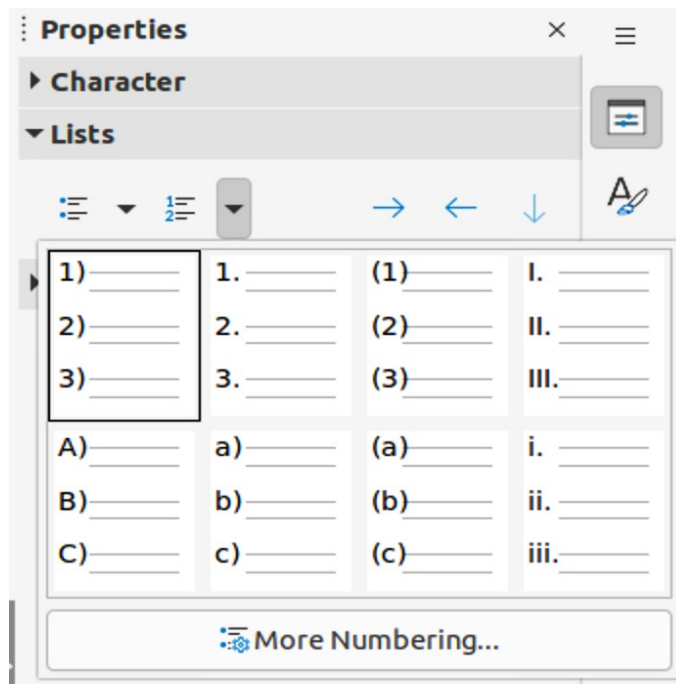 Properties
Character
Lists
1) 1. (1) I.
2) 2. (2) II.
3) 3. (3) III.
A) a) (a) i.
B) b) (b) ii.
C) c) (c) iii.
More Numbering...